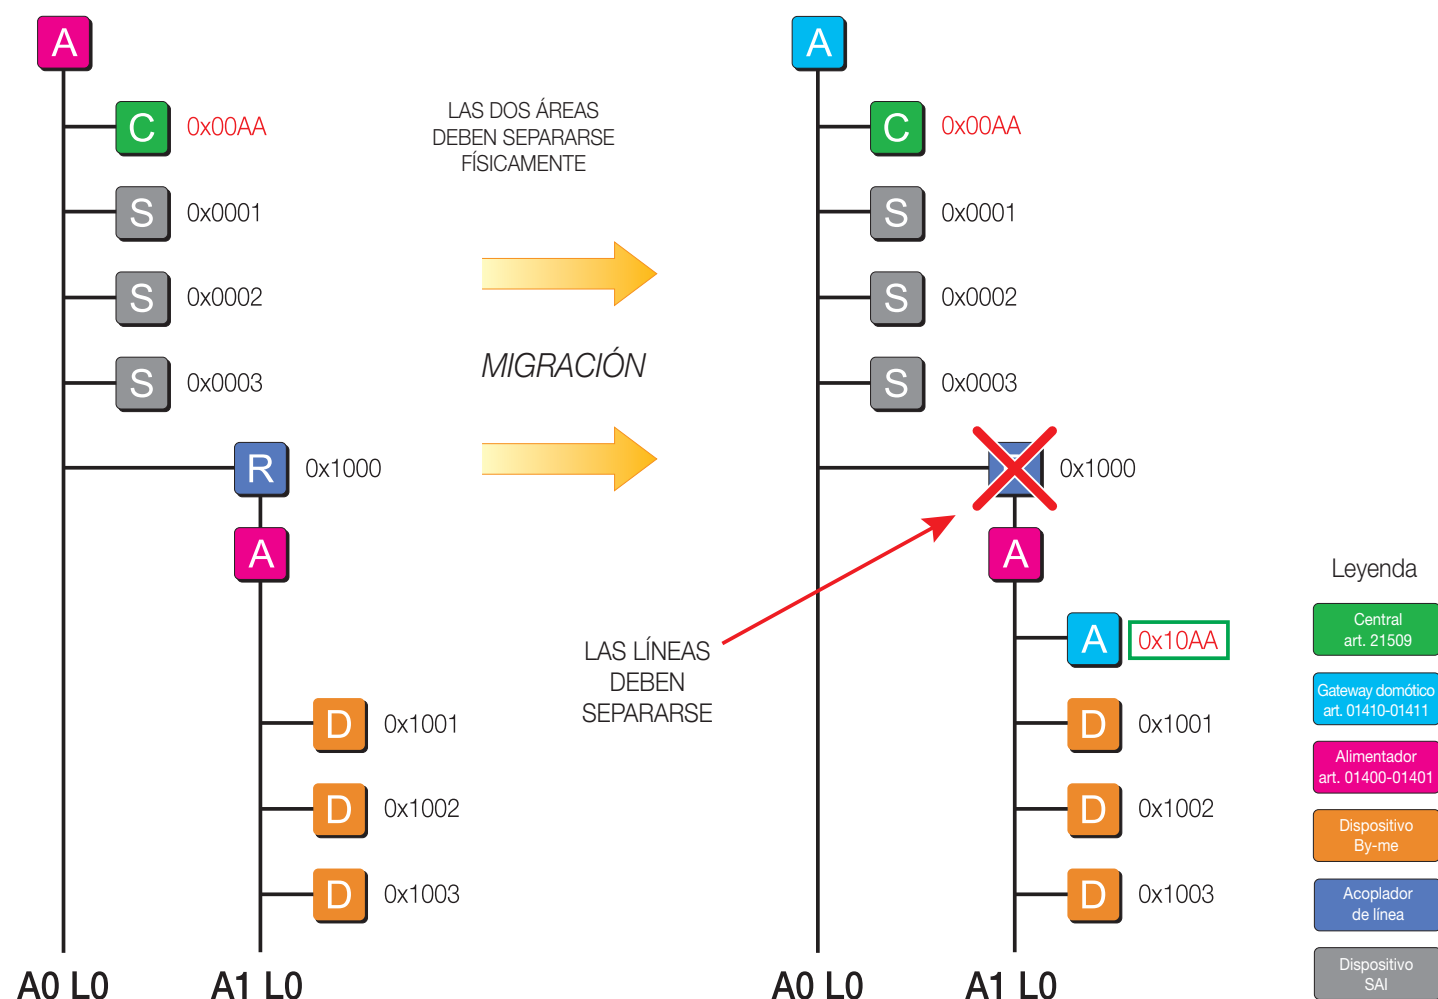 A
C 0x00AA
S 0x0001
S 0x0002
S 0x0003
R 0x1000
A
D 0x1001
D 0x1002
D 0x1003
A0 L0
A1 L0
LAS DOS ÁREAS
DEBEN SEPARARSE
FÍSICAMENTE
MIGRACIÓN
LAS LÍNEAS
DEBEN
SEPARARSE
A
C 0x00AA
S 0x0001
S 0x0002
S 0x0003
0x1000
A
A 0x10AA
D 0x1001
D 0x1002
D 0x1003
A0 L0
A1 L0
Leyenda
Central
art. 21509
Gateway domótico
art. 01410-01411
Alimentador
art. 01400-01401
Dispositivo
By-me
Acoplador
de línea
Dispositivo
SAI